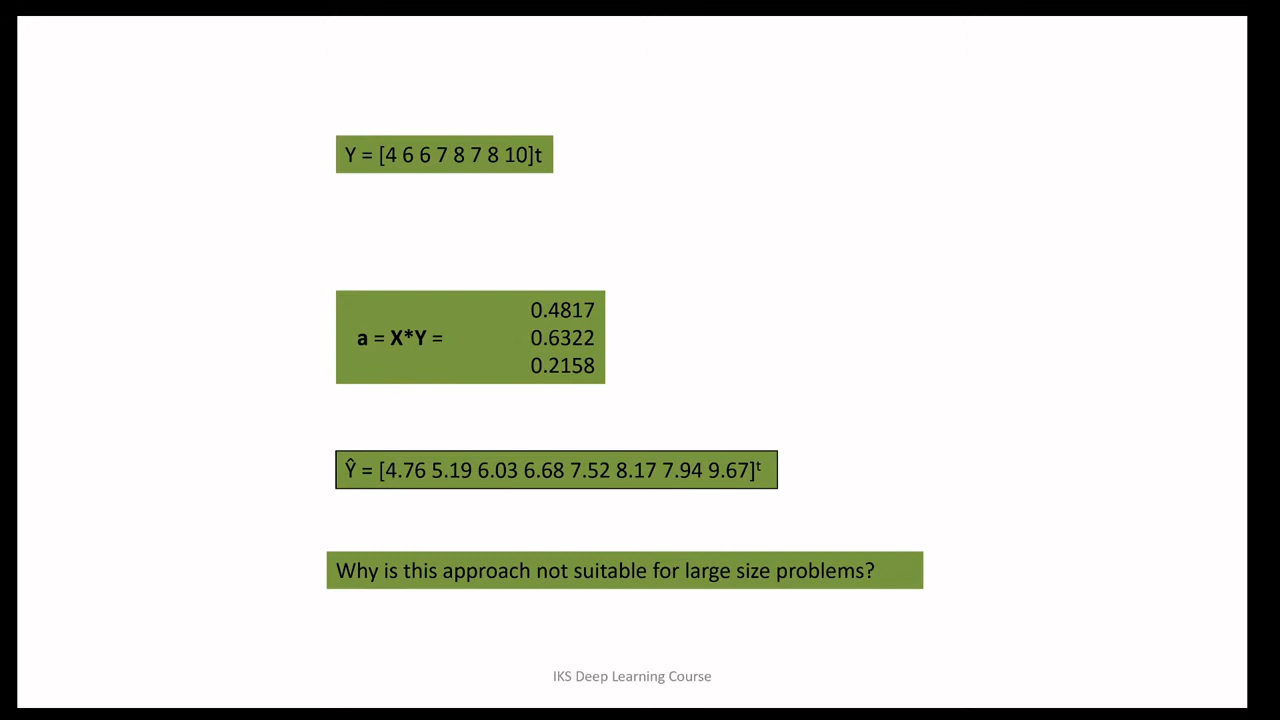 Y = [4 6 6 7 8 7 8 10]t
0.4817
a = X*Y = 0.6322
0.2158
Ŷ = [4.76 5.19 6.03 6.68 7.52 8.17 7.94 9.67]ᵗ
Why is this approach not suitable for large size problems?
IKS Deep Learning Course